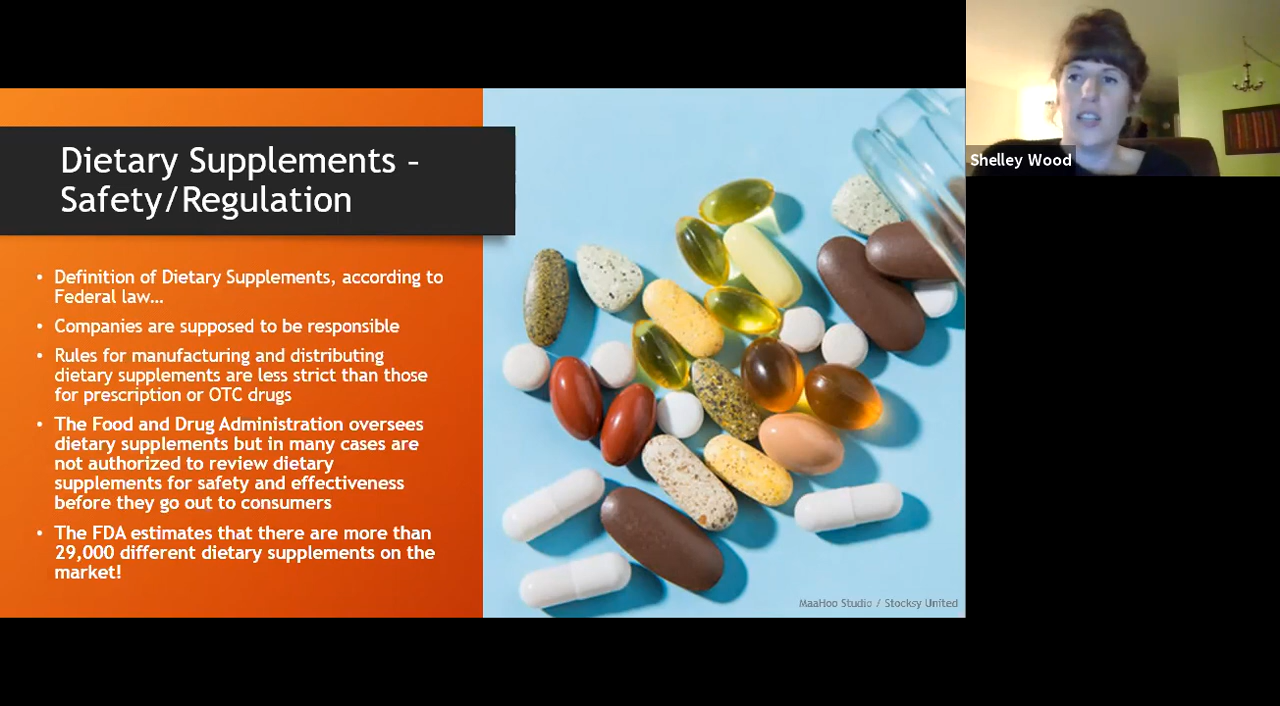 Dietary Supplements –
Safety/Regulation
• Definition of Dietary Supplements, according to
Federal law…
• Companies are supposed to be responsible
• Rules for manufacturing and distributing
dietary supplements are less strict than those
for prescription or OTC drugs
• The Food and Drug Administration oversees
dietary supplements but in many cases are
not authorized to review dietary
supplements for safety and effectiveness
before they go out to consumers
• The FDA estimates that there are more than
29,000 different dietary supplements on the
market!
MaaHoo Studio / Stocksy United
Shelley Wood